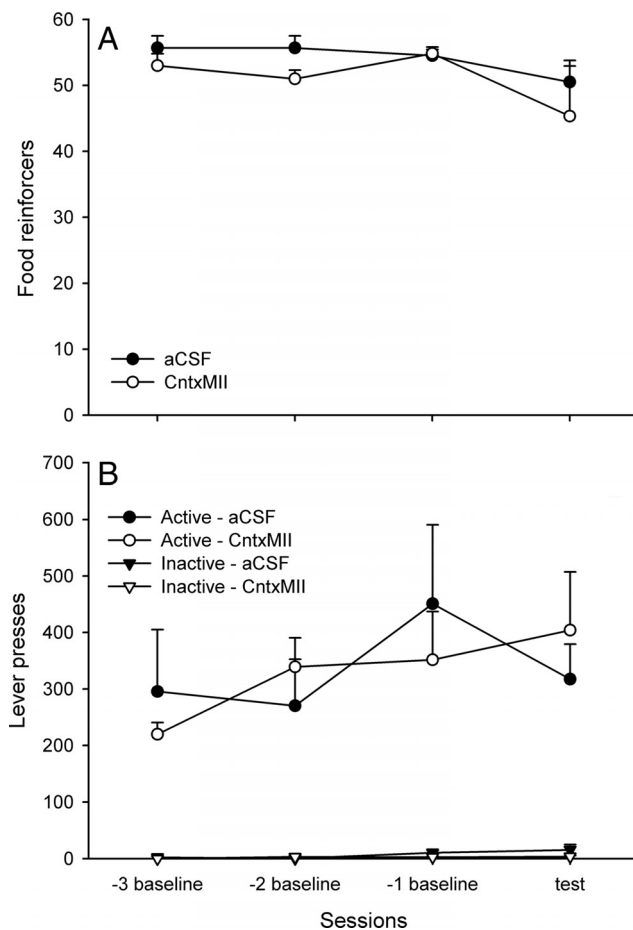 A
60
50
40
30
20
10
0
Food reinforcers
aCSF
CntxMII
B
700
600
500
400
300
200
100
0
Lever presses
Active - aCSF
Active - CntxMII
Inactive - aCSF
Inactive - CntxMII
-3 baseline -2 baseline -1 baseline test
Sessions